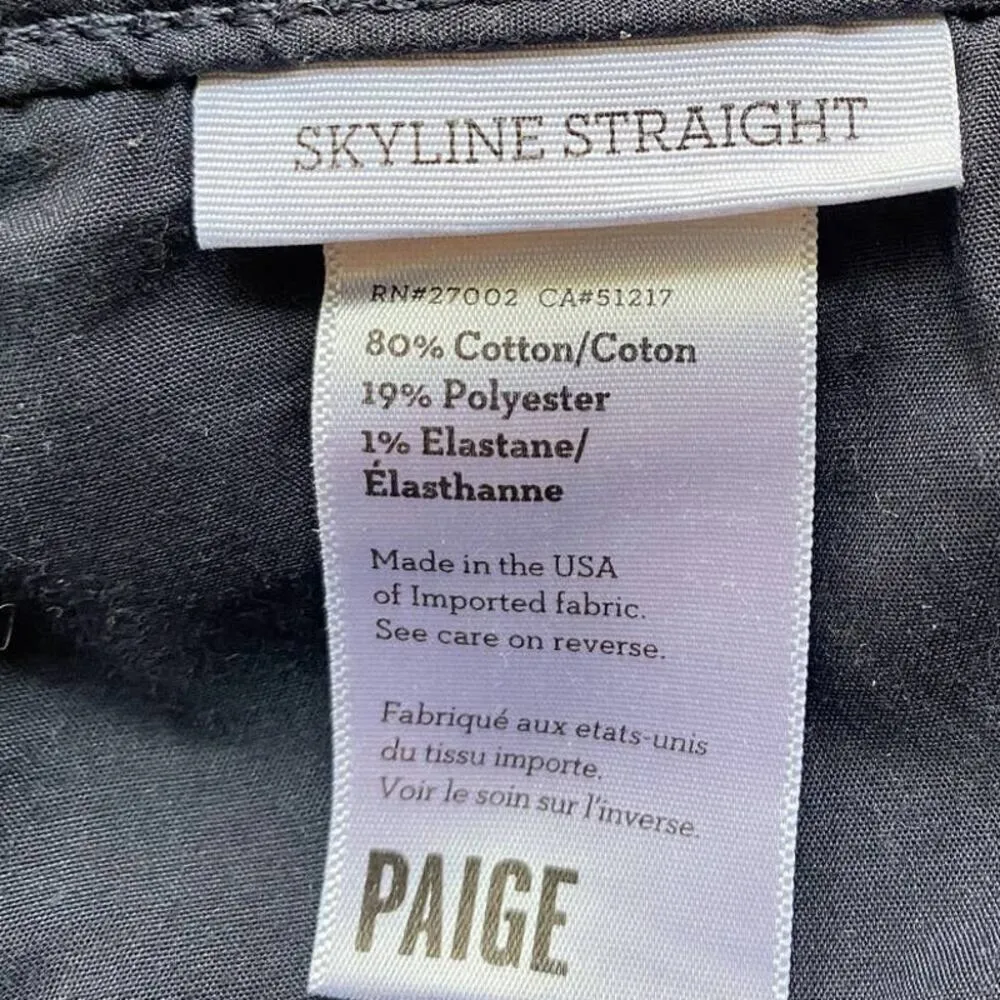 SKYLINE STRAIGHT
RN#27002 CA#51217
80% Cotton/Coton
19% Polyester
1% Elastane/
Élasthanne
Made in the USA
of Imported fabric.
See care on reverse.
Fabriqué aux etats-unis
du tissu importe.
Voir le soin sur l'inverse.
PAIGE